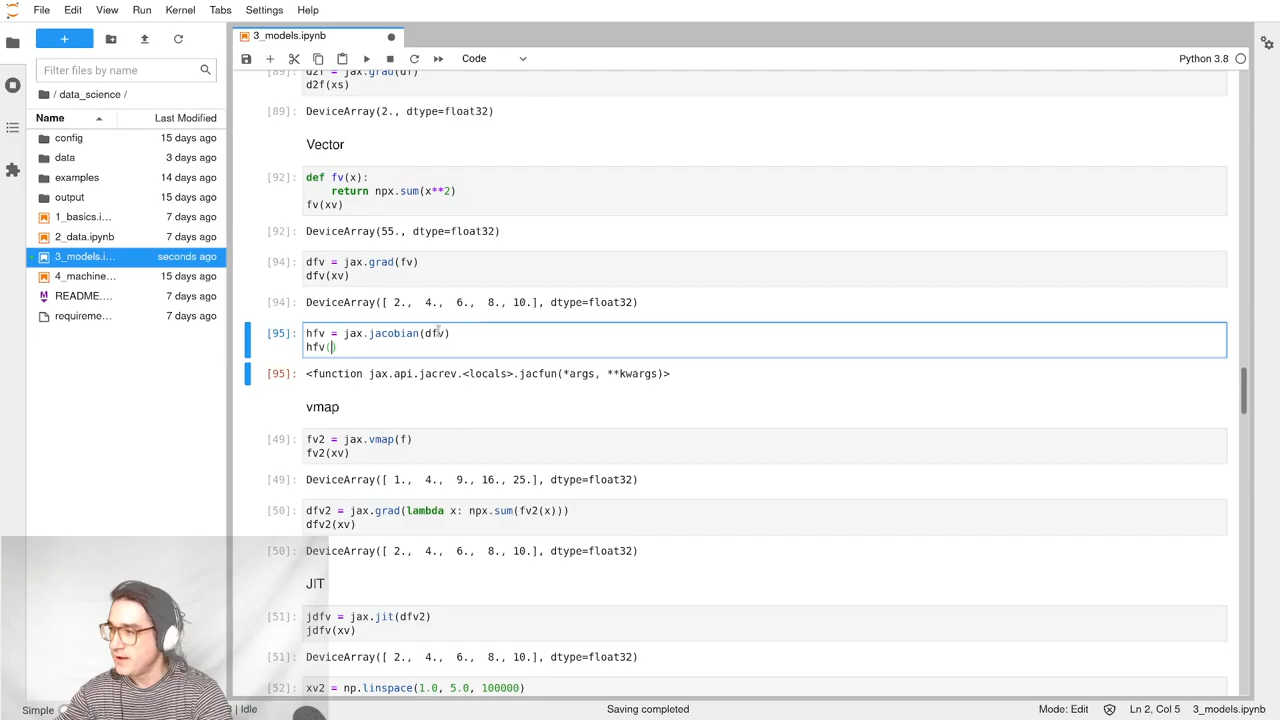 File Edit View Run Kernel Tabs Settings Help
+
3_models.ipynb
Code
Python 3.8
Filter files by name
/ data_science /
Name Last Modified
config 15 days ago
data 3 days ago
examples 14 days ago
output 15 days ago
1_basics.i… 7 days ago
2_data.ipynb 7 days ago
3_models.i… seconds ago
4_machine… 15 days ago
README.… 7 days ago
requireme… 7 days ago
d2f = jax.grad(df)
d2f(xs)
[89]: DeviceArray(2., dtype=float32)
Vector
[92]: def fv(x):
return npx.sum(x**2)
fv(xv)
[92]: DeviceArray(55., dtype=float32)
[94]: dfv = jax.grad(fv)
dfv(xv)
[94]: DeviceArray([ 2., 4., 6., 8., 10.], dtype=float32)
[95]: hfv = jax.jacobian(dfv)
hfv()
[95]: <function jax.api.jacrev.<locals>.jacfun(*args, **kwargs)>
vmap
[49]: fv2 = jax.vmap(f)
fv2(xv)
[49]: DeviceArray([ 1., 4., 9., 16., 25.], dtype=float32)
[50]: dfv2 = jax.grad(lambda x: npx.sum(fv2(x)))
dfv2(xv)
[50]: DeviceArray([ 2., 4., 6., 8., 10.], dtype=float32)
JIT
[51]: jdfv = jax.jit(dfv2)
jdfv(xv)
[51]: DeviceArray([ 2., 4., 6., 8., 10.], dtype=float32)
[52]: xv2 = np.linspace(1.0, 5.0, 100000)
Simple | Idle Saving completed Mode: Edit Ln 2, Col 5 3_models.ipynb